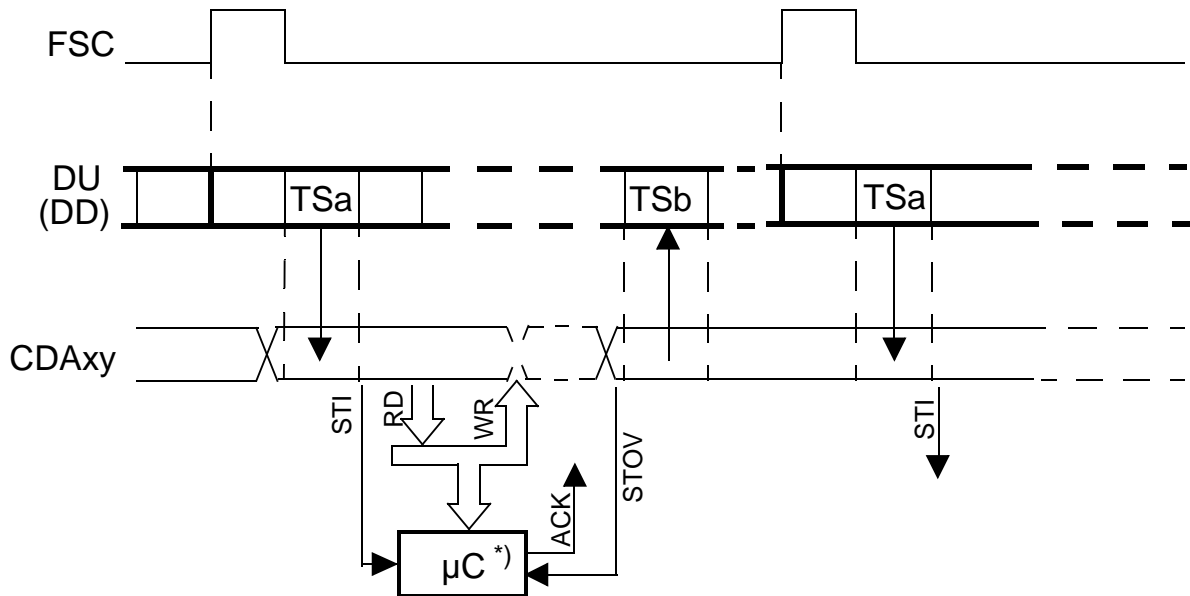 FSC
DU
(DD)
TSa
TSb
TSa
CDAxy
STI
RD
WR
ACK
STOV
STI
µC *)